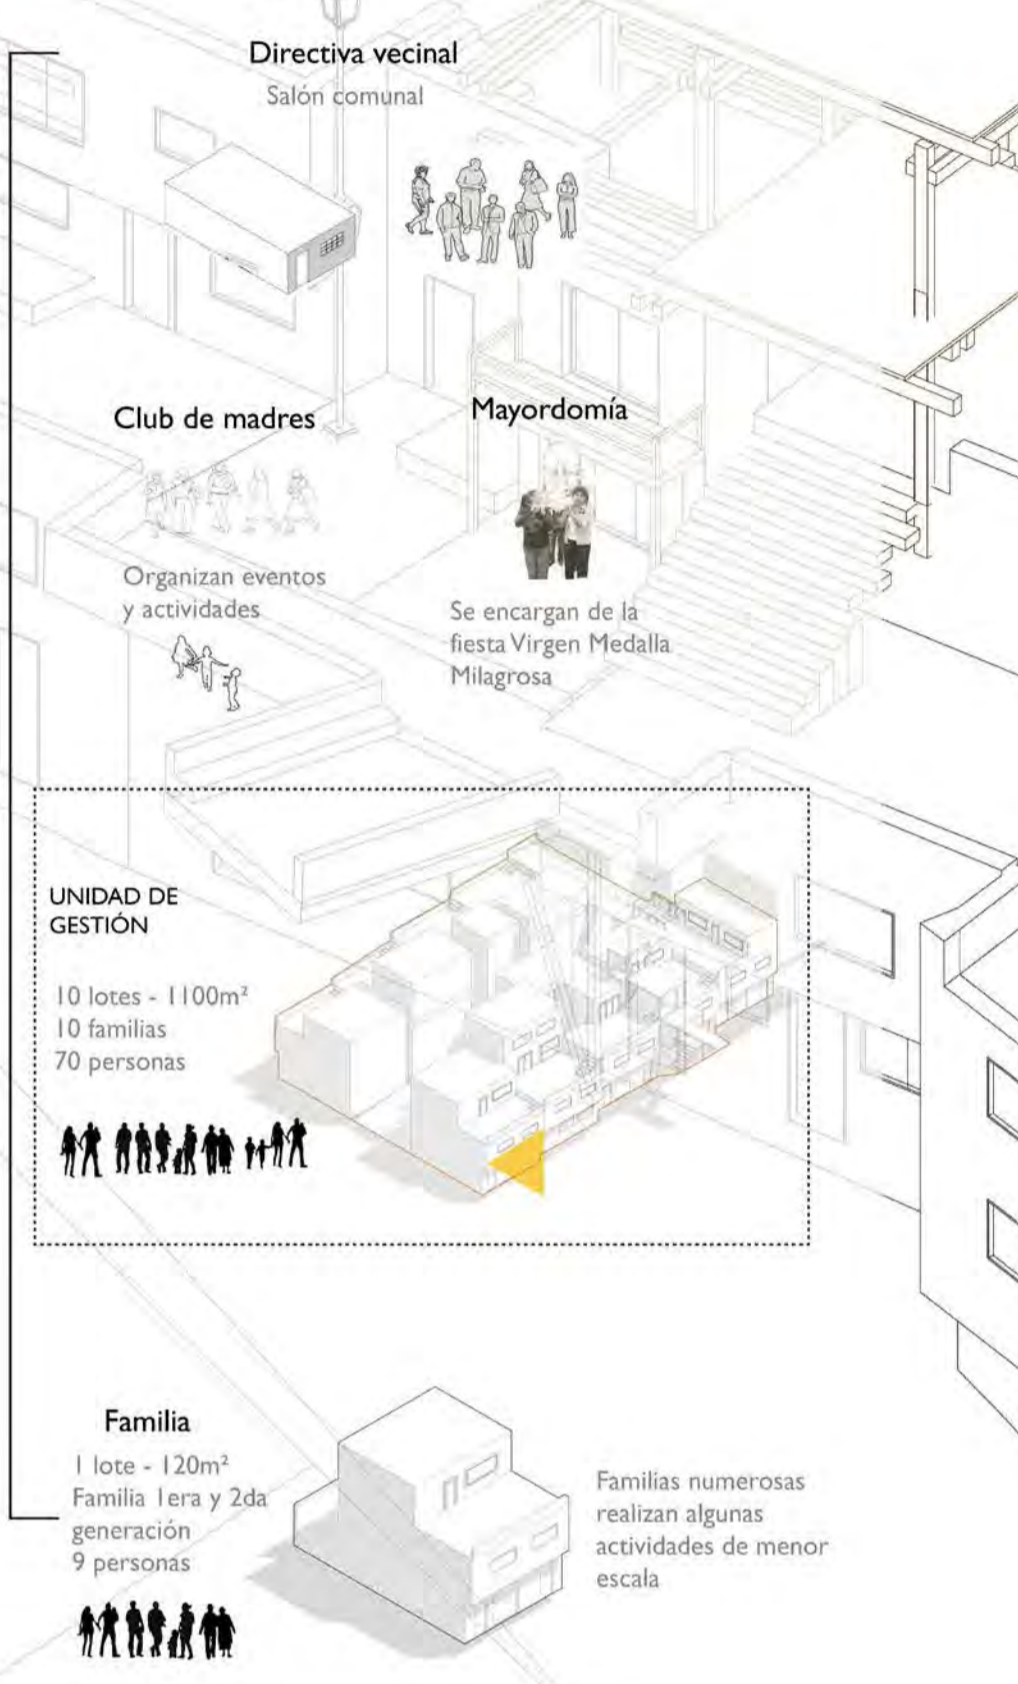 Directiva vecinal
Salón comunal
Club de madres
Organizan eventos
y actividades
Mayordomía
Se encargan de la
fiesta Virgen Medalla
Milagrosa
UNIDAD DE
GESTIÓN
10 lotes - 1100m²
10 familias
70 personas
Familia
1 lote - 120m²
Familia 1era y 2da
generación
9 personas
Familias numerosas
realizan algunas
actividades de menor
escala